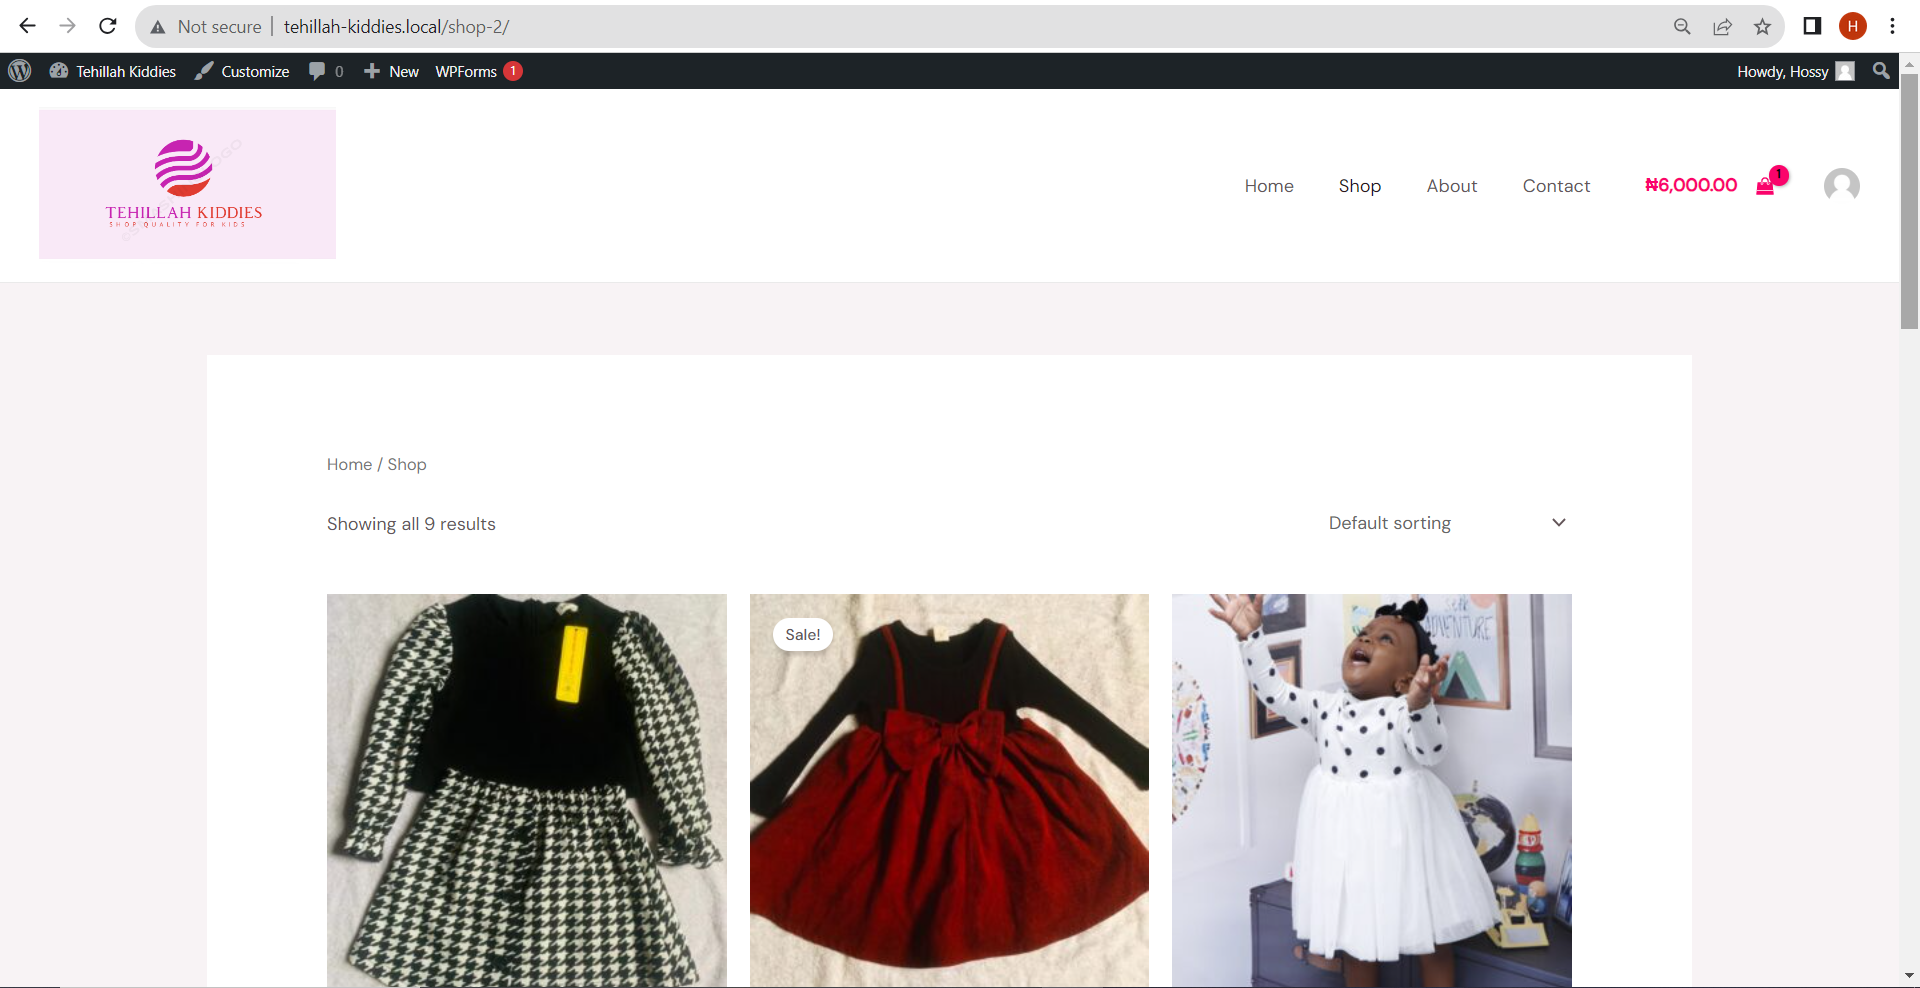 Not secure | tehillah-kiddies.local/shop-2/
H
Tehillah Kiddies Customize 0 New WPForms 1
Howdy, Hossy
TEHILLAH KIDDIES
SHOP QUALITY FOR KIDS
Home Shop About Contact ₦6,000.00 1
Home / Shop
Showing all 9 results
Default sorting
Sale!
ADVENTURE